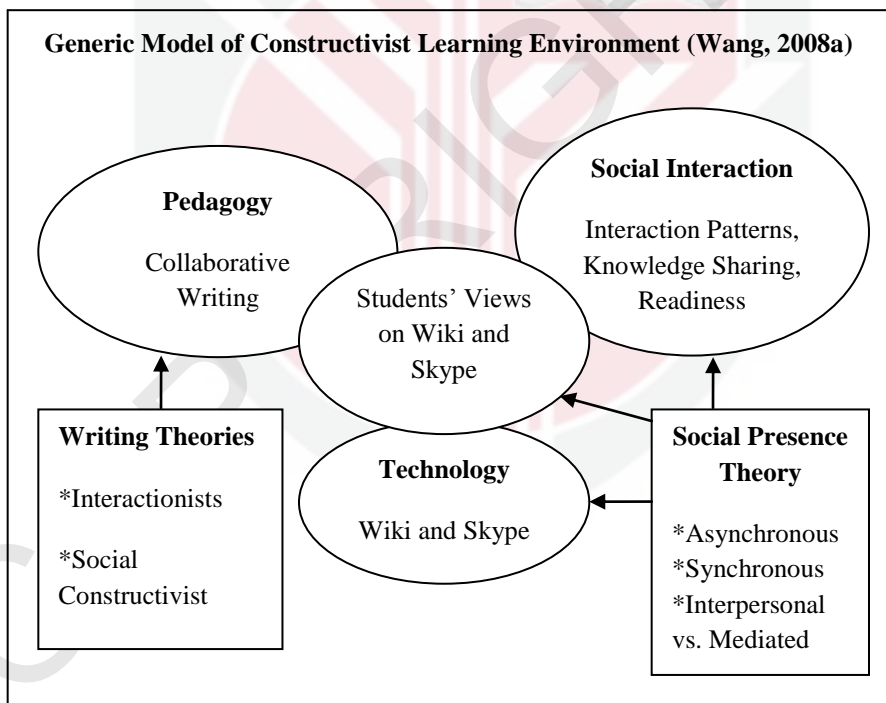 Generic Model of Constructivist Learning Environment (Wang, 2008a)
Pedagogy
Collaborative
Writing
Social Interaction
Interaction Patterns,
Knowledge Sharing,
Readiness
Students’ Views
on Wiki and
Skype
Writing Theories
*Interactionists
*Social
Constructivist
Technology
Wiki and Skype
Social Presence
Theory
*Asynchronous
*Synchronous
*Interpersonal
vs. Mediated